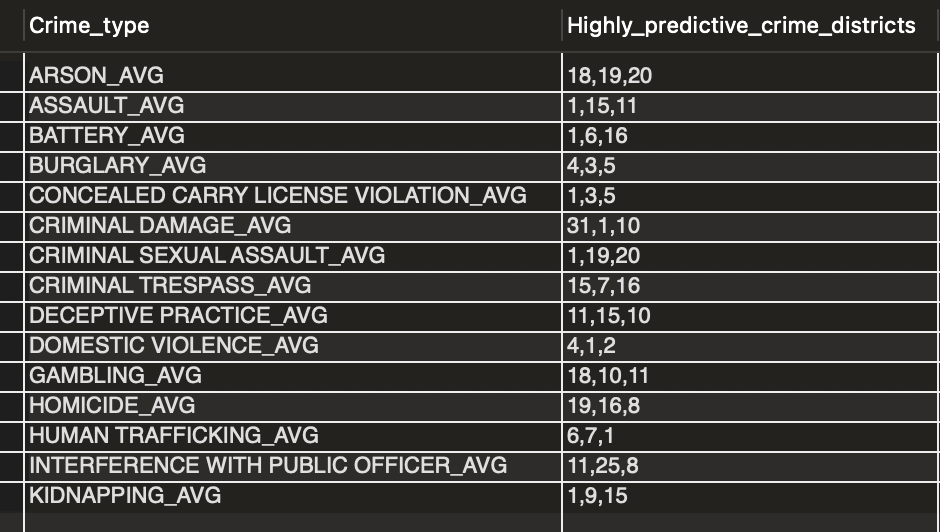 Crime_type Highly_predictive_crime_districts
ARSON_AVG 18,19,20
ASSAULT_AVG 1,15,11
BATTERY_AVG 1,6,16
BURGLARY_AVG 4,3,5
CONCEALED CARRY LICENSE VIOLATION_AVG 1,3,5
CRIMINAL DAMAGE_AVG 31,1,10
CRIMINAL SEXUAL ASSAULT_AVG 1,19,20
CRIMINAL TRESPASS_AVG 15,7,16
DECEPTIVE PRACTICE_AVG 11,15,10
DOMESTIC VIOLENCE_AVG 4,1,2
GAMBLING_AVG 18,10,11
HOMICIDE_AVG 19,16,8
HUMAN TRAFFICKING_AVG 6,7,1
INTERFERENCE WITH PUBLIC OFFICER_AVG 11,25,8
KIDNAPPING_AVG 1,9,15